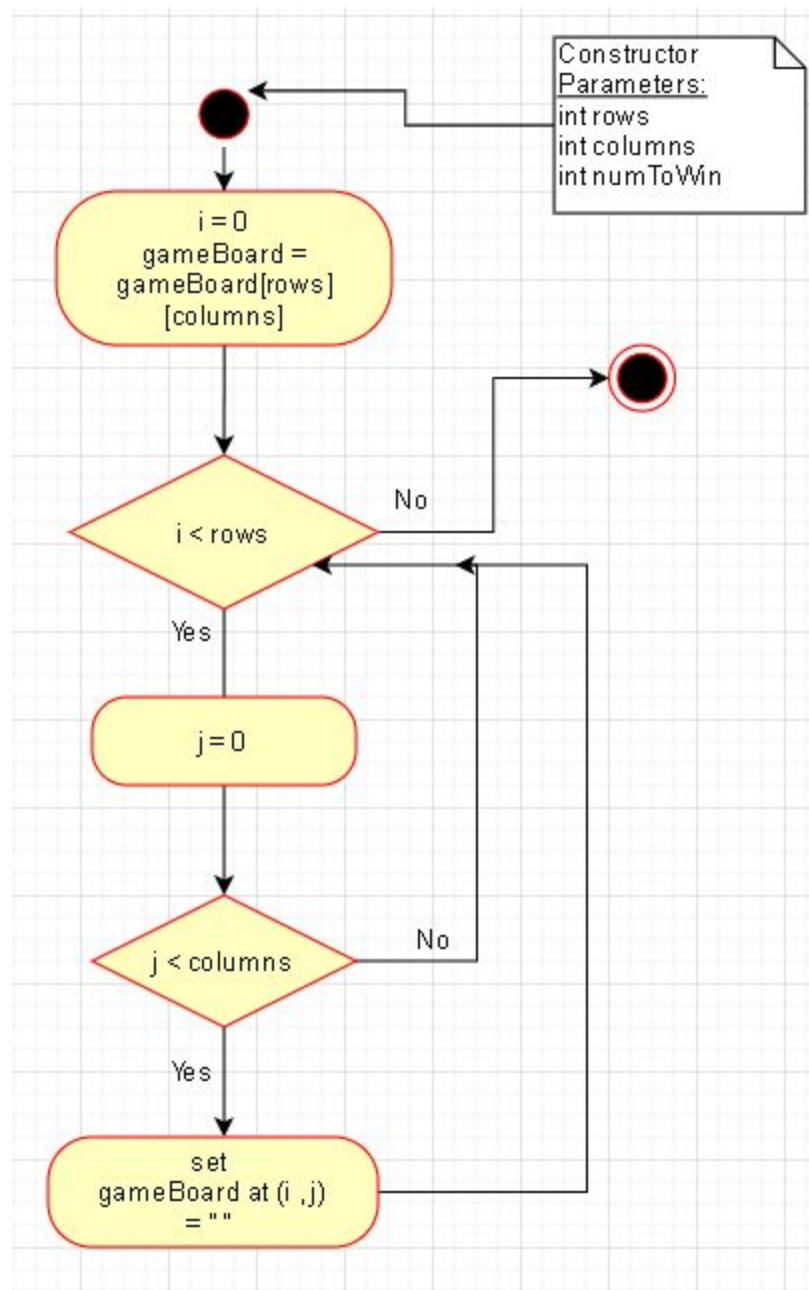 Constructor
Parameters:
int rows
int columns
int numToWin
i = 0
gameBoard =
gameBoard[rows]
[columns]
No
i < rows
Yes
j = 0
No
j < columns
Yes
set
gameBoard at (i ,j)
= " "